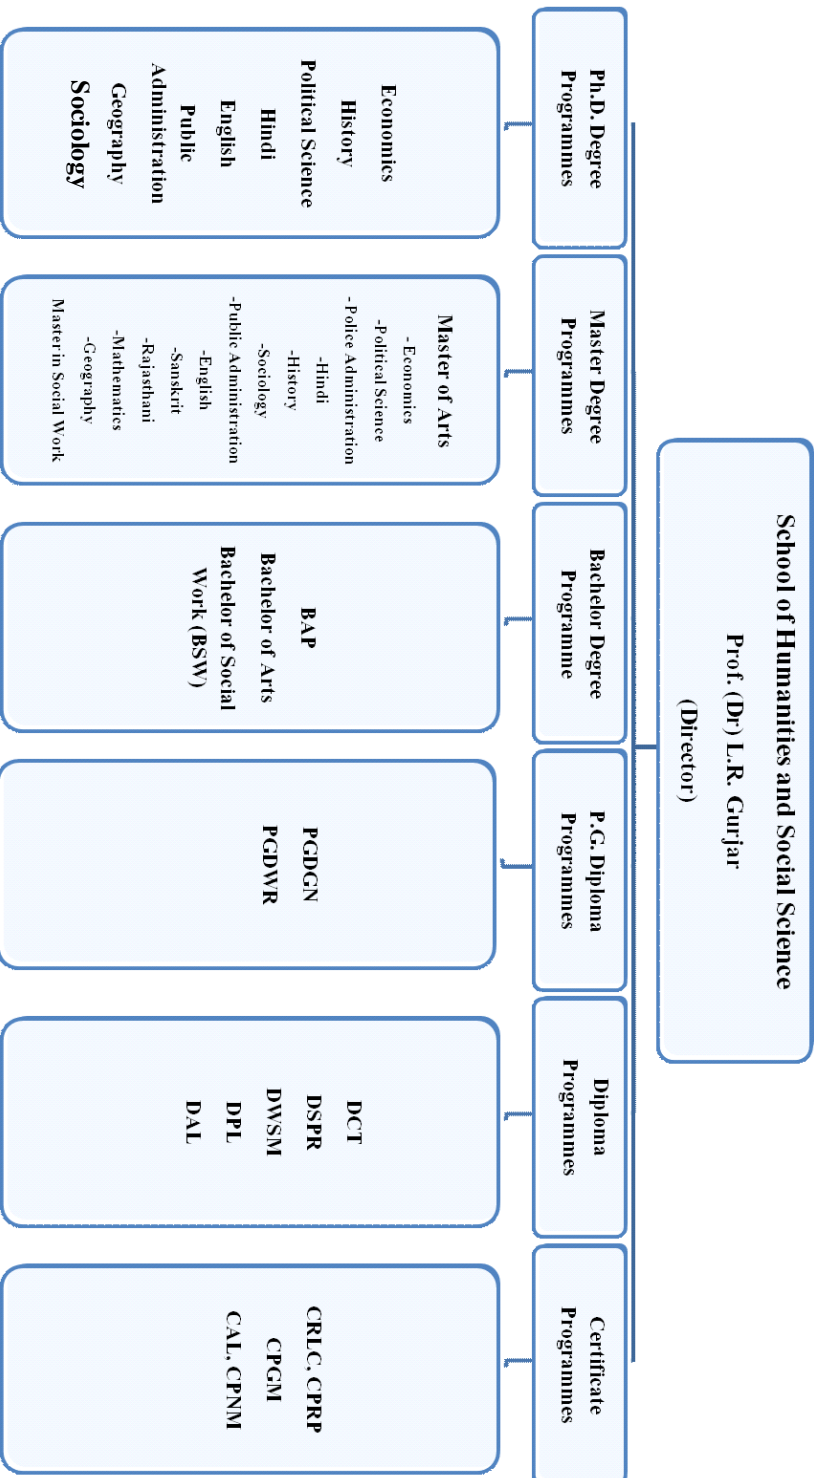 School of Humanities and Social Science
Prof. (Dr) L.R. Gurjar
(Director)
Ph.D. Degree
Programmes
Economics
History
Political Science
Hindi
English
Public
Administration
Geography
Sociology
Master Degree
Programmes
Master of Arts
- Economics
-Political Science
- Police Administration
-Hindi
-History
-Sociology
-Public Administration
-English
-Sanskrit
-Rajasthani
-Mathematics
-Geography
Master in Social Work
Bachelor Degree
Programme
BAP
Bachelor of Arts
Bachelor of Social
Work (BSW)
P.G. Diploma
Programmes
PGDGN
PGDWR
Diploma
Programmes
DCT
DSPR
DWSM
DPL
DAL
Certificate
Programmes
CRLC, CPRP
CPGM
CAL, CPNM